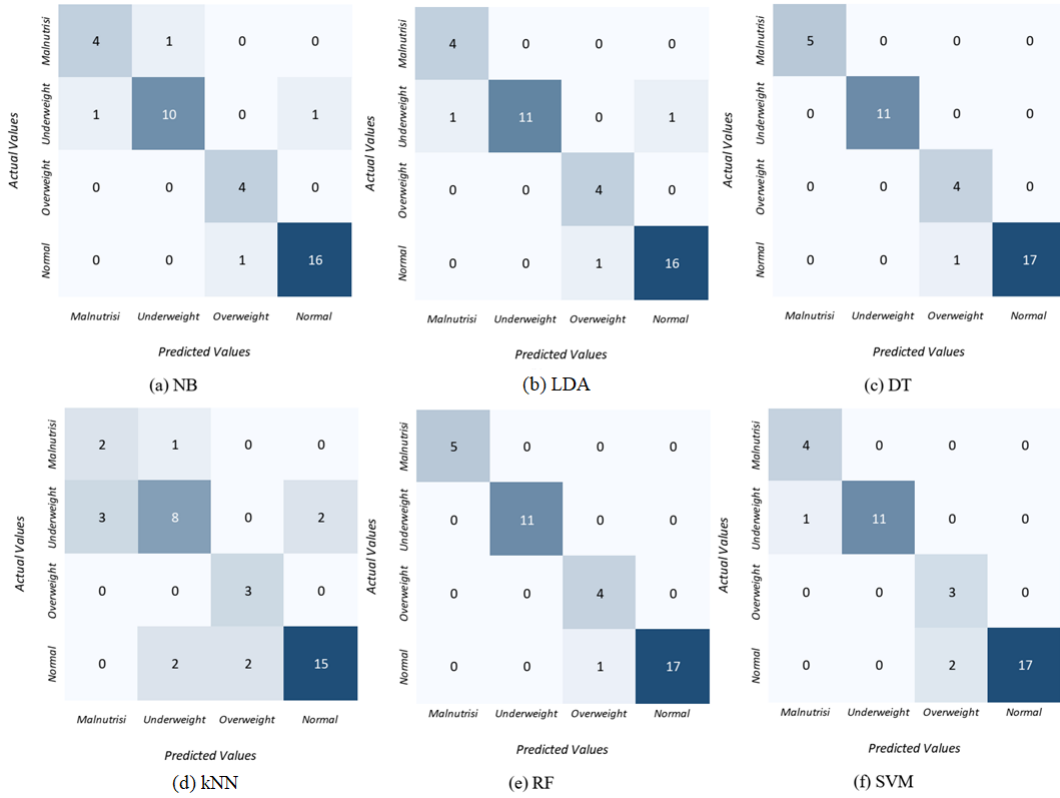 Actual Values
Malnutrisi 4 1 0 0
Underweight 1 10 0 1
Overweight 0 0 4 0
Normal 0 0 1 16
Malnutrisi Underweight Overweight Normal
Predicted Values
(a) NB
Actual Values
Malnutrisi 4 0 0 0
Underweight 1 11 0 1
Overweight 0 0 4 0
Normal 0 0 1 16
Malnutrisi Underweight Overweight Normal
Predicted Values
(b) LDA
Actual Values
Malnutrisi 5 0 0 0
Underweight 0 11 0 0
Overweight 0 0 4 0
Normal 0 0 1 17
Malnutrisi Underweight Overweight Normal
Predicted Values
(c) DT
Actual Values
Malnutrisi 2 1 0 0
Underweight 3 8 0 2
Overweight 0 0 3 0
Normal 0 2 2 15
Malnutrisi Underweight Overweight Normal
Predicted Values
(d) kNN
Actual Values
Malnutrisi 5 0 0 0
Underweight 0 11 0 0
Overweight 0 0 4 0
Normal 0 0 1 17
Malnutrisi Underweight Overweight Normal
Predicted Values
(e) RF
Actual Values
Malnutrisi 4 0 0 0
Underweight 1 11 0 0
Overweight 0 0 3 0
Normal 0 0 2 17
Malnutrisi Underweight Overweight Normal
Predicted Values
(f) SVM